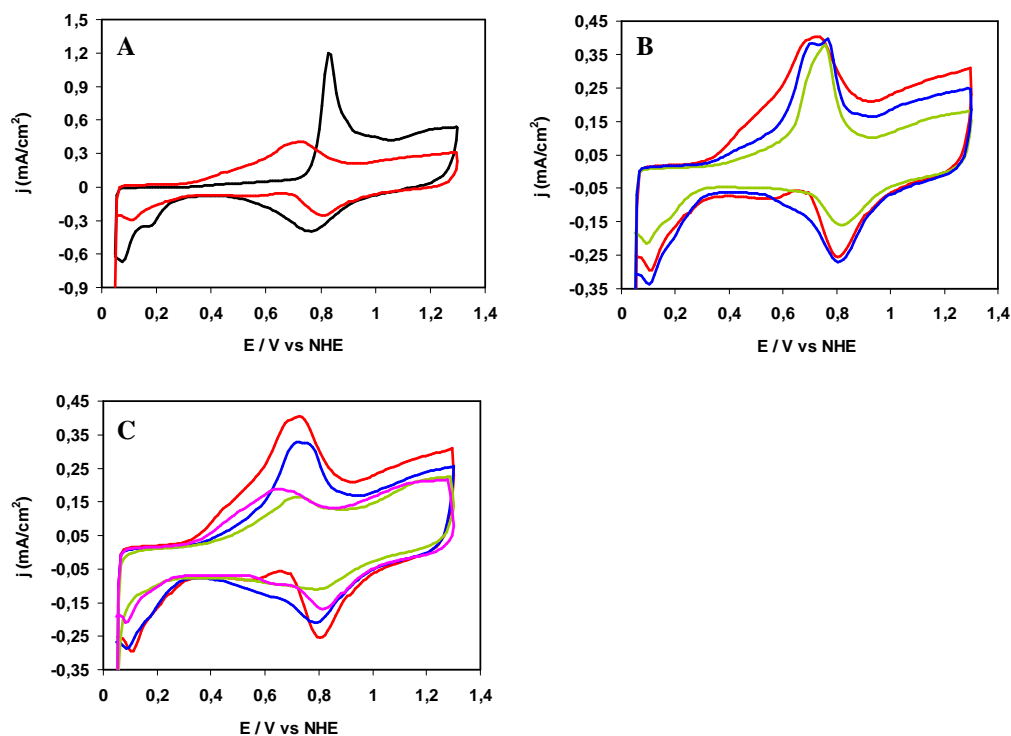 A
j (mA/cm²)
1,5
1,2
0,9
0,6
0,3
0
-0,3
-0,6
-0,9
0 0,2 0,4 0,6 0,8 1 1,2 1,4
E / V vs NHE
B
j (mA/cm²)
0,45
0,35
0,25
0,15
0,05
-0,05
-0,15
-0,25
-0,35
0 0,2 0,4 0,6 0,8 1 1,2 1,4
E / V vs NHE
C
j (mA/cm²)
0,45
0,35
0,25
0,15
0,05
-0,05
-0,15
-0,25
-0,35
0 0,2 0,4 0,6 0,8 1 1,2 1,4
E / V vs NHE